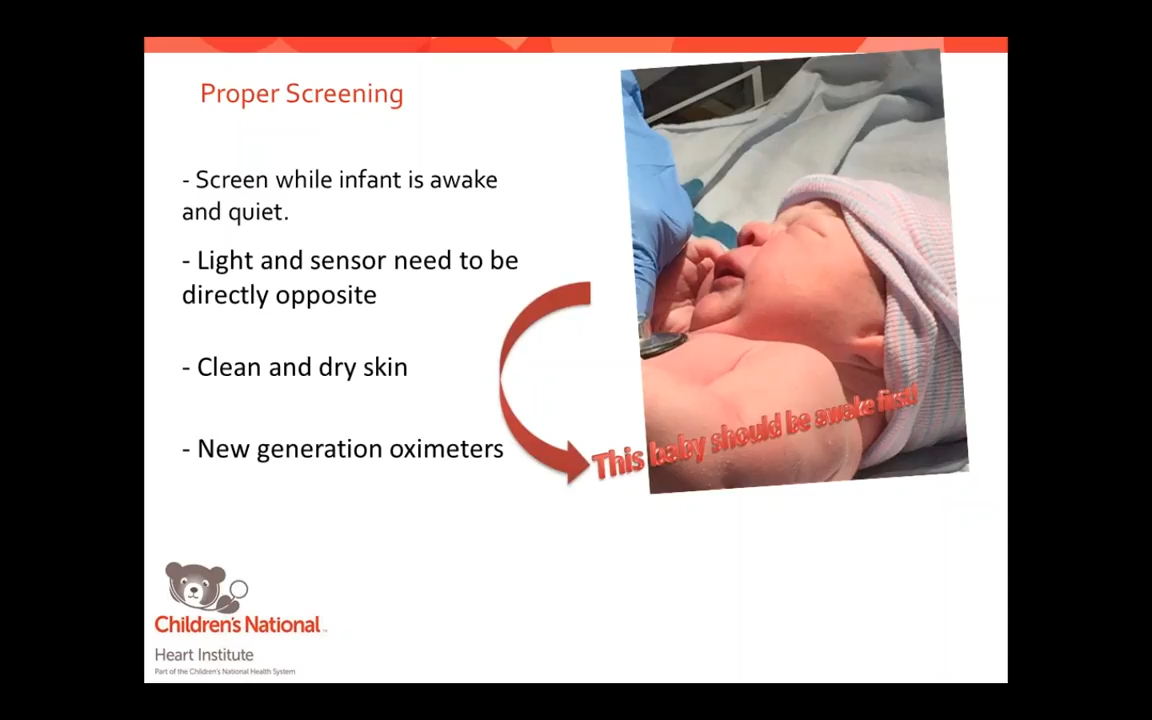 Proper Screening
- Screen while infant is awake
and quiet.
- Light and sensor need to be
directly opposite
- Clean and dry skin
- New generation oximeters
This baby should be awake first!
Children's National™
Heart Institute
Part of the Children's National Health System